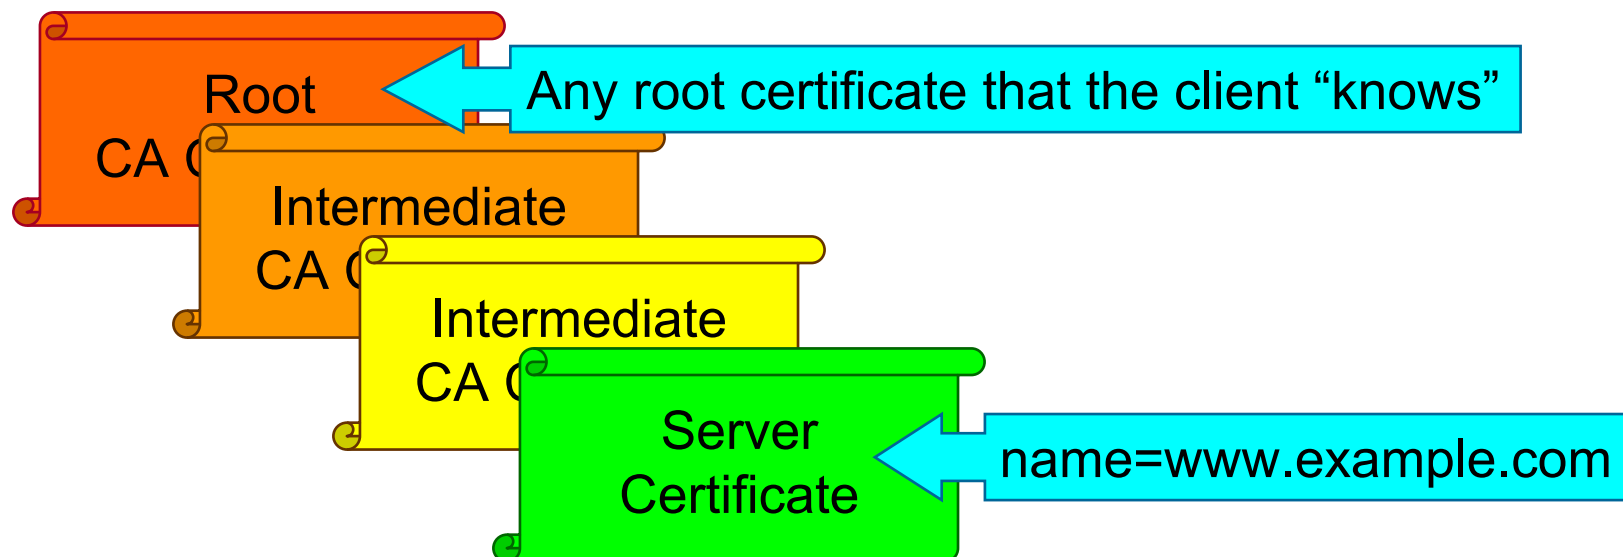 Root
CA C
Any root certificate that the client “knows”
Intermediate
CA C
Intermediate
CA C
Server
Certificate
name=www.example.com